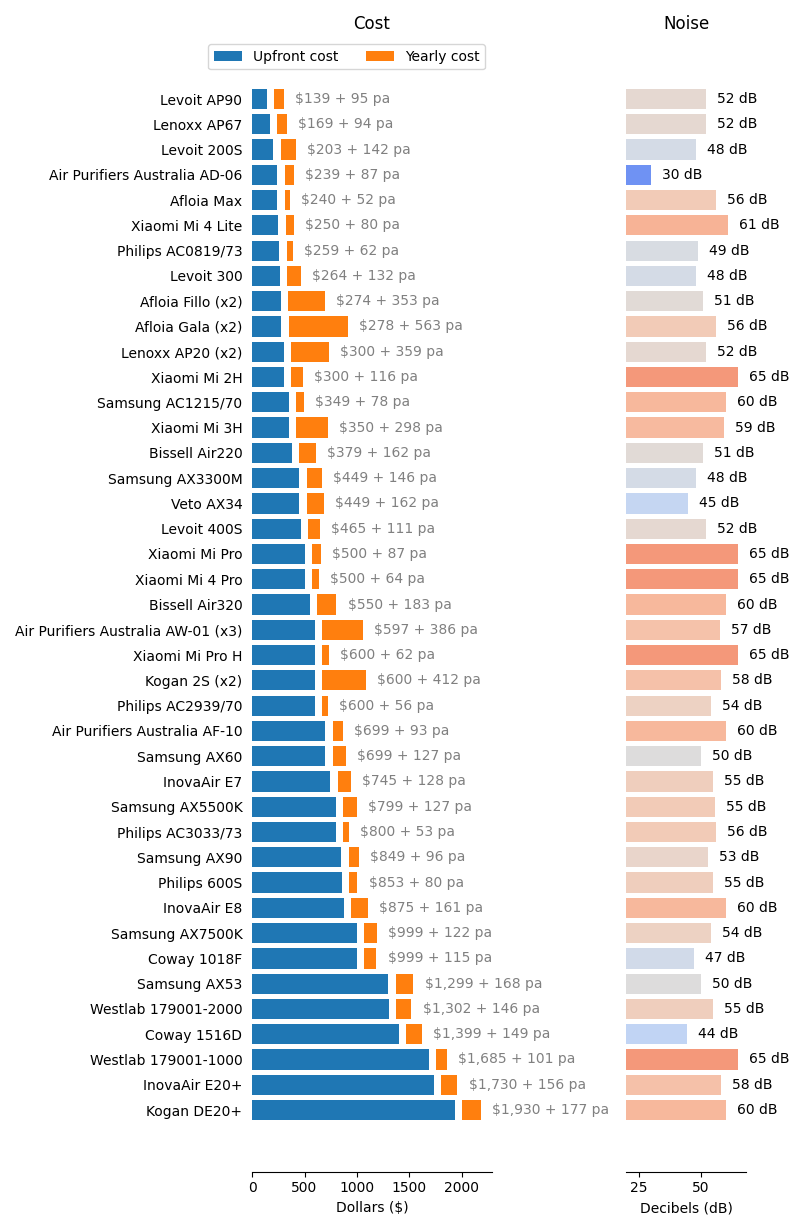 Cost Noise
Upfront cost Yearly cost
Levoit AP90 $139 + 95 pa 52 dB
Lenoxx AP67 $169 + 94 pa 52 dB
Levoit 200S $203 + 142 pa 48 dB
Air Purifiers Australia AD-06 $239 + 87 pa 30 dB
Afloia Max $240 + 52 pa 56 dB
Xiaomi Mi 4 Lite $250 + 80 pa 61 dB
Philips AC0819/73 $259 + 62 pa 49 dB
Levoit 300 $264 + 132 pa 48 dB
Afloia Fillo (x2) $274 + 353 pa 51 dB
Afloia Gala (x2) $278 + 563 pa 56 dB
Lenoxx AP20 (x2) $300 + 359 pa 52 dB
Xiaomi Mi 2H $300 + 116 pa 65 dB
Samsung AC1215/70 $349 + 78 pa 60 dB
Xiaomi Mi 3H $350 + 298 pa 59 dB
Bissell Air220 $379 + 162 pa 51 dB
Samsung AX3300M $449 + 146 pa 48 dB
Veto AX34 $449 + 162 pa 45 dB
Levoit 400S $465 + 111 pa 52 dB
Xiaomi Mi Pro $500 + 87 pa 65 dB
Xiaomi Mi 4 Pro $500 + 64 pa 65 dB
Bissell Air320 $550 + 183 pa 60 dB
Air Purifiers Australia AW-01 (x3) $597 + 386 pa 57 dB
Xiaomi Mi Pro H $600 + 62 pa 65 dB
Kogan 2S (x2) $600 + 412 pa 58 dB
Philips AC2939/70 $600 + 56 pa 54 dB
Air Purifiers Australia AF-10 $699 + 93 pa 60 dB
Samsung AX60 $699 + 127 pa 50 dB
InovaAir E7 $745 + 128 pa 55 dB
Samsung AX5500K $799 + 127 pa 55 dB
Philips AC3033/73 $800 + 53 pa 56 dB
Samsung AX90 $849 + 96 pa 53 dB
Philips 600S $853 + 80 pa 55 dB
InovaAir E8 $875 + 161 pa 60 dB
Samsung AX7500K $999 + 122 pa 54 dB
Coway 1018F $999 + 115 pa 47 dB
Samsung AX53 $1,299 + 168 pa 50 dB
Westlab 179001-2000 $1,302 + 146 pa 55 dB
Coway 1516D $1,399 + 149 pa 44 dB
Westlab 179001-1000 $1,685 + 101 pa 65 dB
InovaAir E20+ $1,730 + 156 pa 58 dB
Kogan DE20+ $1,930 + 177 pa 60 dB
0 500 1000 1500 2000 25 50
Dollars ($) Decibels (dB)